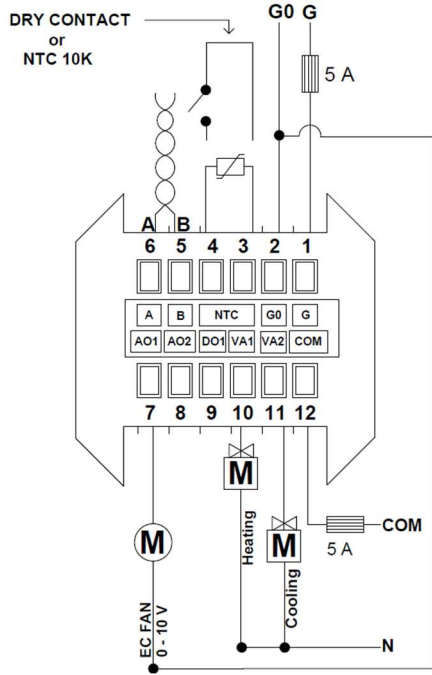 DRY CONTACT
or
NTC 10K
G0 G
5 A
A B
6 5 4 3 2 1
A B NTC G0 G
AO1 AO2 DO1 VA1 VA2 COM
7 8 9 10 11 12
M
M
M
Heating
Cooling
5 A
COM
EC FAN
0 - 10 V
N